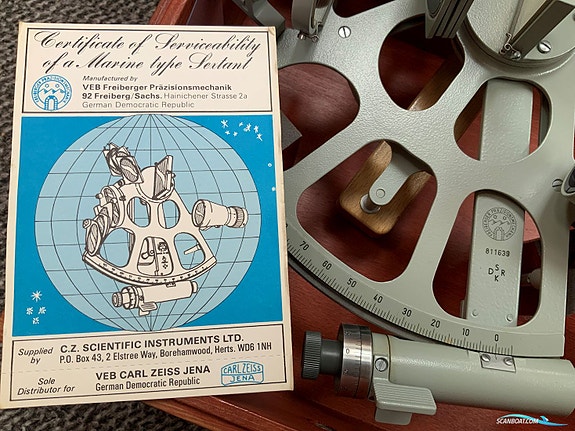 Certificate of Serviceability
of a Marine type Sextant
Manufactured by
VEB Freiberger Präzisionsmechanik
92 Freiberg/Sachs. Hainichener Strasse 2a
German Democratic Republic
Supplied by
C.Z. SCIENTIFIC INSTRUMENTS LTD.
P.O. Box 43, 2 Elstree Way, Borehamwood, Herts. WD6 1NH
Sole Distributor for
VEB CARL ZEISS JENA
German Democratic Republic
CARL ZEISS
JENA
811639
S
D R
K
70 60 50 40 30 20 10 0
SCANBOAT.COM